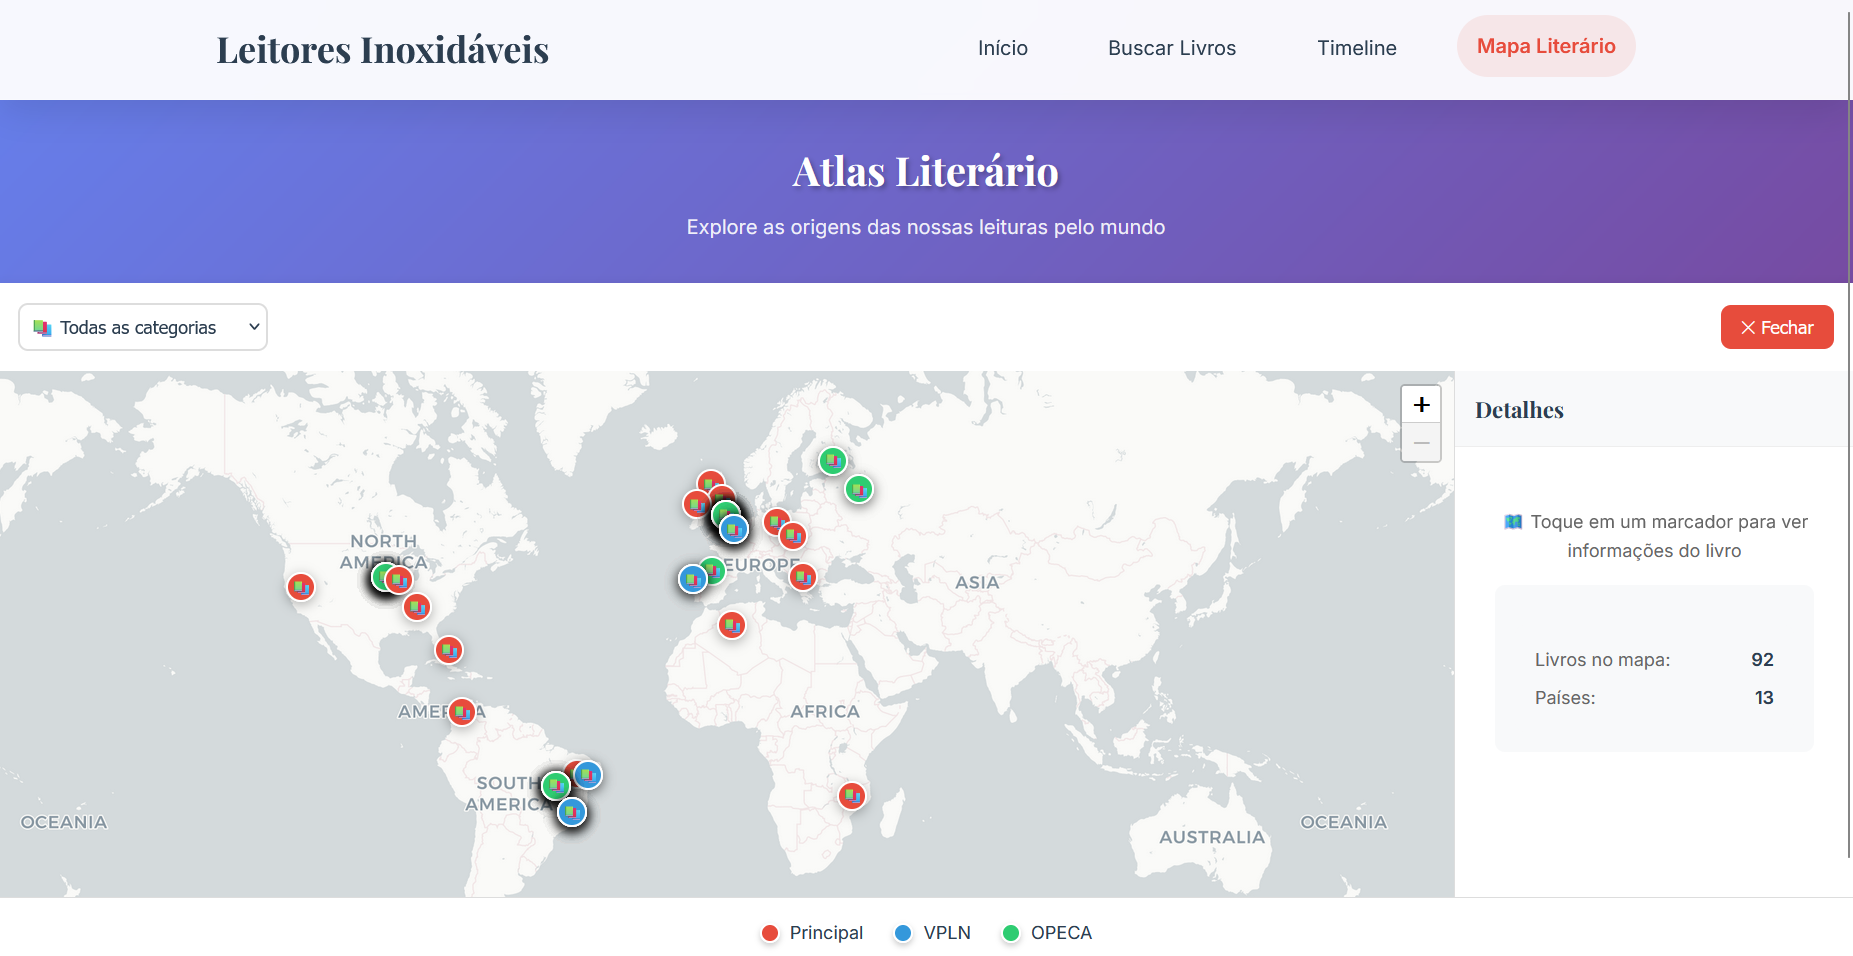 Leitores Inoxidáveis
Início
Buscar Livros
Timeline
Mapa Literário
Atlas Literário
Explore as origens das nossas leituras pelo mundo
Todas as categorias
× Fechar
+
−
Detalhes
Toque em um marcador para ver
informações do livro
Livros no mapa: 92
Países: 13
NORTH
AMERICA
EUROPE
ASIA
AMERICA
AFRICA
SOUTH
AMERICA
OCEANIA
AUSTRALIA
OCEANIA
Principal
VPLN
OPECA